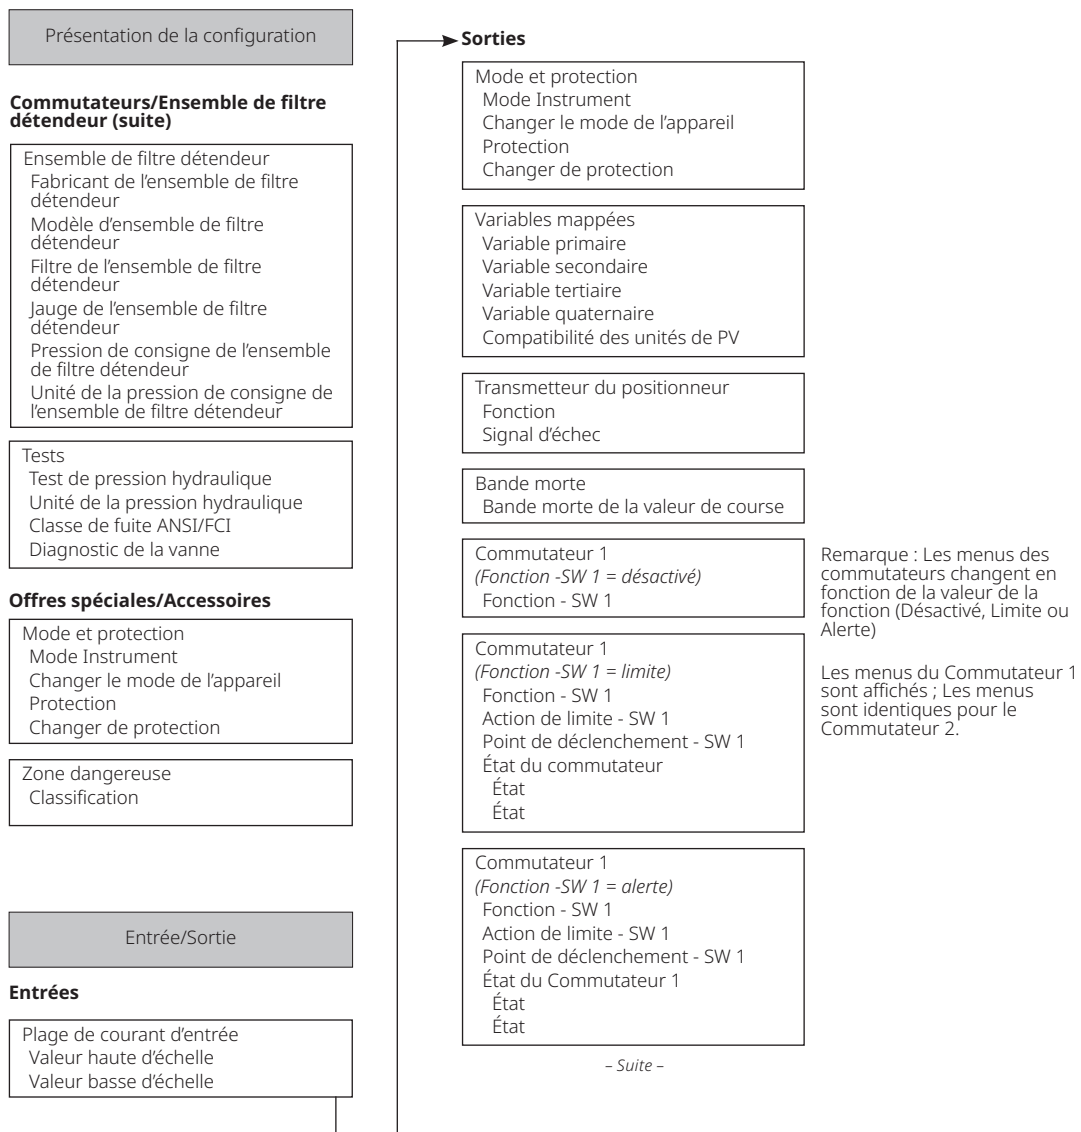 Présentation de la configuration
Commutateurs/Ensemble de filtre
détendeur (suite)
Ensemble de filtre détendeur
Fabricant de l’ensemble de filtre
détendeur
Modèle d’ensemble de filtre
détendeur
Filtre de l’ensemble de filtre
détendeur
Jauge de l’ensemble de filtre
détendeur
Pression de consigne de l’ensemble
de filtre détendeur
Unité de la pression de consigne de
l’ensemble de filtre détendeur
Tests
Test de pression hydraulique
Unité de la pression hydraulique
Classe de fuite ANSI/FCI
Diagnostic de la vanne
Offres spéciales/Accessoires
Mode et protection
Mode Instrument
Changer le mode de l’appareil
Protection
Changer de protection
Zone dangereuse
Classification
Entrée/Sortie
Entrées
Plage de courant d’entrée
Valeur haute d’échelle
Valeur basse d’échelle
Sorties
Mode et protection
Mode Instrument
Changer le mode de l’appareil
Protection
Changer de protection
Variables mappées
Variable primaire
Variable secondaire
Variable tertiaire
Variable quaternaire
Compatibilité des unités de PV
Transmetteur du positionneur
Fonction
Signal d’échec
Bande morte
Bande morte de la valeur de course
Commutateur 1
(Fonction -SW 1 = désactivé)
Fonction - SW 1
Commutateur 1
(Fonction -SW 1 = limite)
Fonction - SW 1
Action de limite - SW 1
Point de déclenchement - SW 1
État du commutateur
État
État
Commutateur 1
(Fonction -SW 1 = alerte)
Fonction - SW 1
Action de limite - SW 1
Point de déclenchement - SW 1
État du Commutateur 1
État
État
– Suite –
Remarque : Les menus des
commutateurs changent en
fonction de la valeur de la
fonction (Désactivé, Limite ou
Alerte)
Les menus du Commutateur 1
sont affichés ; Les menus
sont identiques pour le
Commutateur 2.